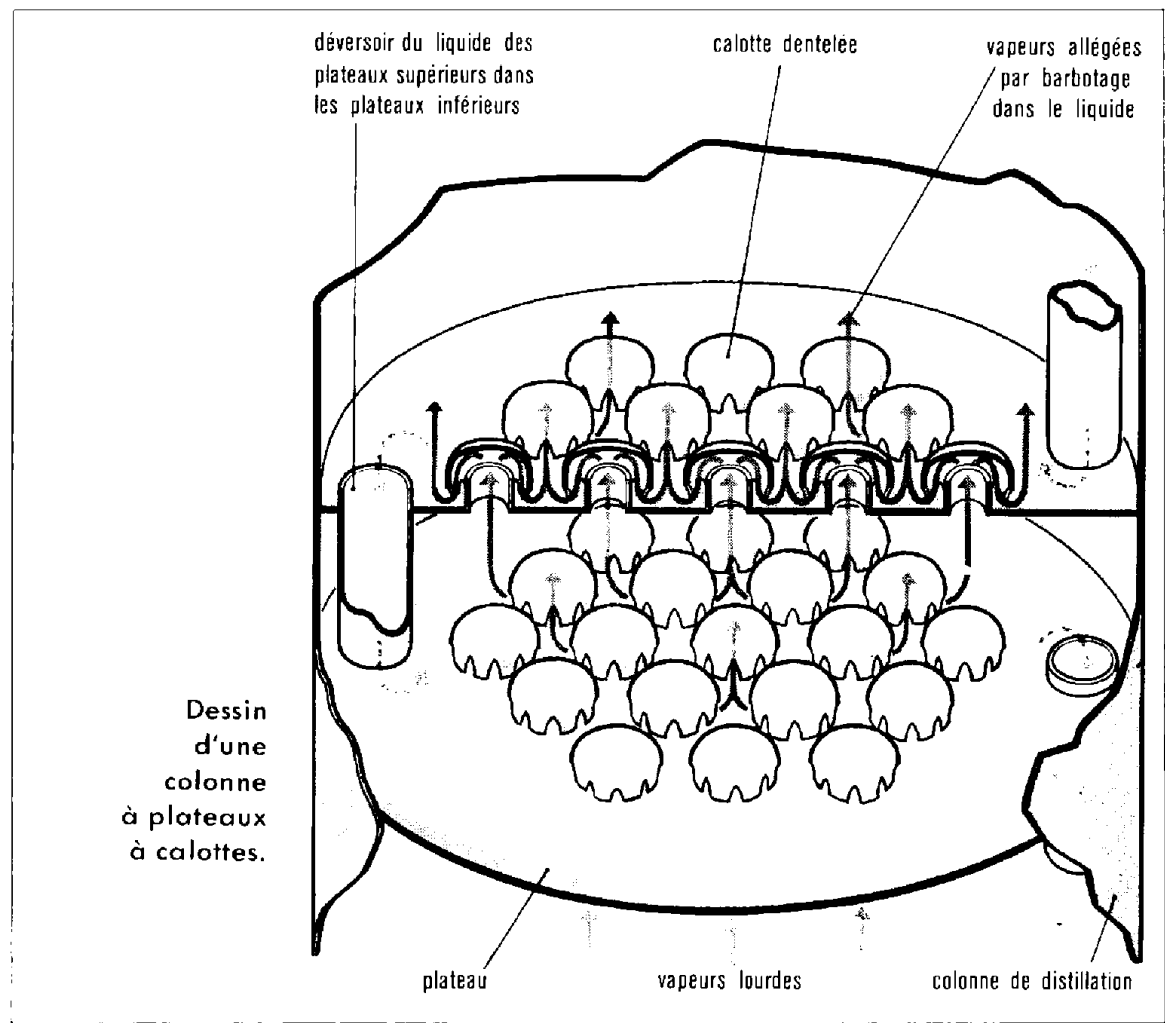 déversoir du liquide des
plateaux supérieurs dans
les plateaux inférieurs
calotte dentelée
vapeurs allégées
par barbotage
dans le liquide
Dessin
d'une
colonne
à plateaux
à calottes.
plateau
vapeurs lourdes
colonne de distillation